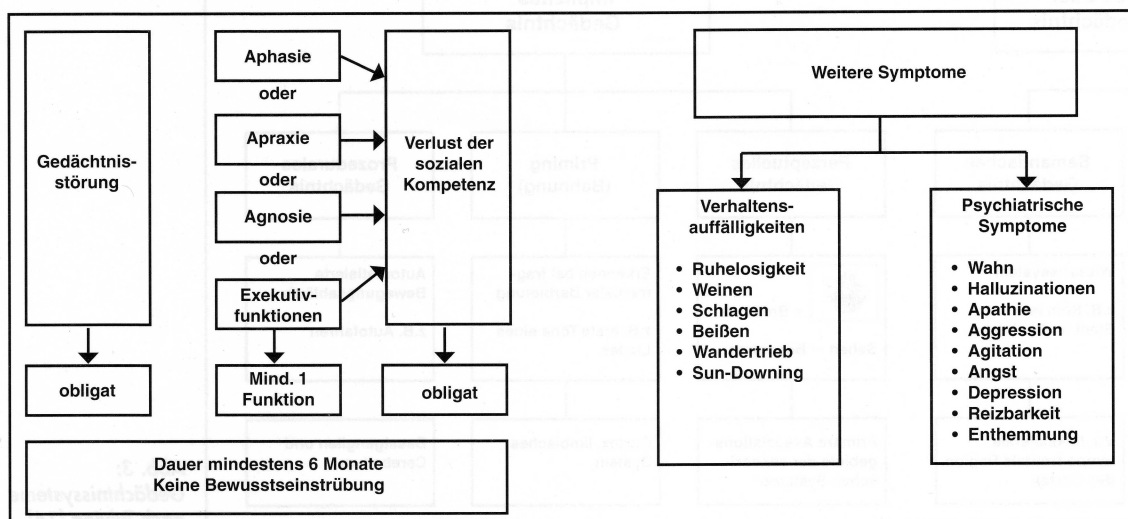 Gedächtnis-
störung
obligat
Aphasie
oder
Apraxie
oder
Agnosie
oder
Exekutiv-
funktionen
Mind. 1
Funktion
Verlust der
sozialen
Kompetenz
obligat
Dauer mindestens 6 Monate
Keine Bewusstseinstrübung
Weitere Symptome
Verhaltens-
auffälligkeiten
• Ruhelosigkeit
• Weinen
• Schlagen
• Beißen
• Wandertrieb
• Sun-Downing
Psychiatrische
Symptome
• Wahn
• Halluzinationen
• Apathie
• Aggression
• Agitation
• Angst
• Depression
• Reizbarkeit
• Enthemmung